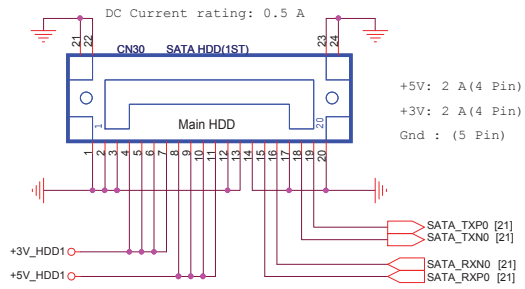 DC Current rating: 0.5 A
21 22 23 24
CN30 SATA HDD(1ST)
+5V: 2 A(4 Pin)
+3V: 2 A(4 Pin)
Gnd : (5 Pin)
1 20
Main HDD
1 2 3 4 5 6 7 8 9 10 11 12 13 14 15 16 17 18 19 20
SATA_TXP0 [21]
SATA_TXN0 [21]
+3V_HDD1
SATA_RXN0 [21]
+5V_HDD1
SATA_RXP0 [21]